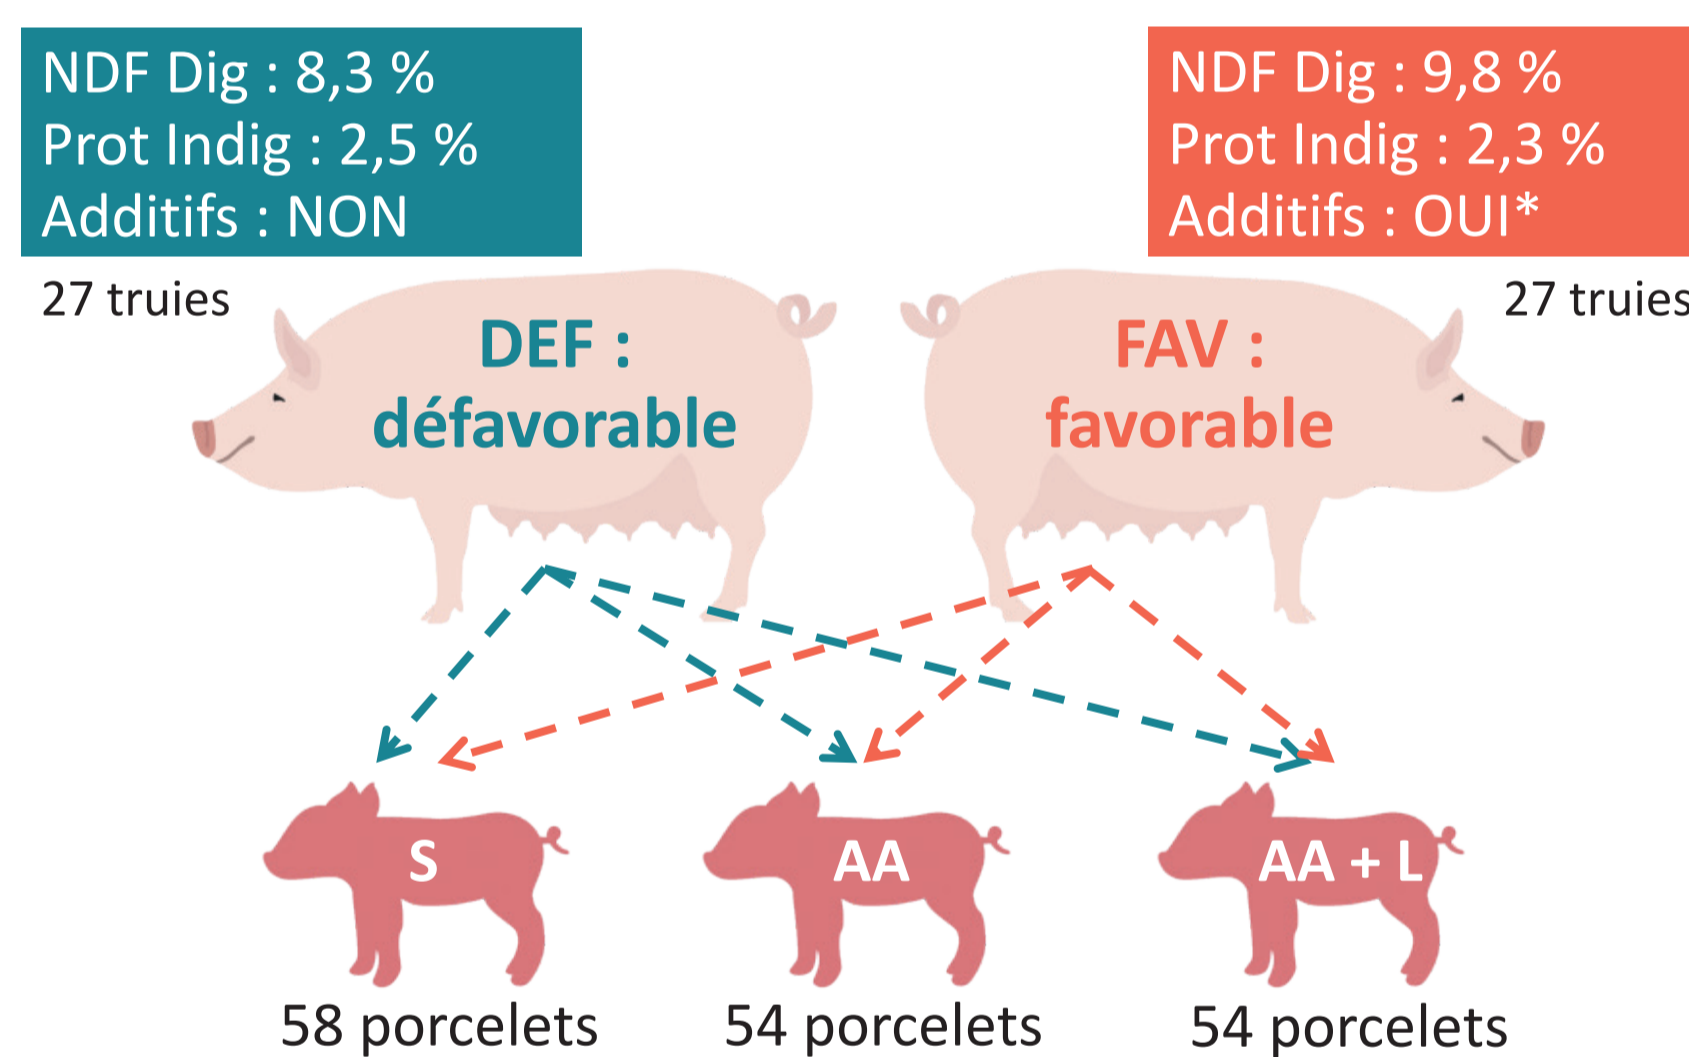 NDF Dig : 8,3 %
Prot Indig : 2,5 %
Additifs : NON
NDF Dig : 9,8 %
Prot Indig : 2,3 %
Additifs : OUI*
27 truies
27 truies
DEF :
défavorable
FAV :
favorable
S
AA
AA + L
58 porcelets
54 porcelets
54 porcelets